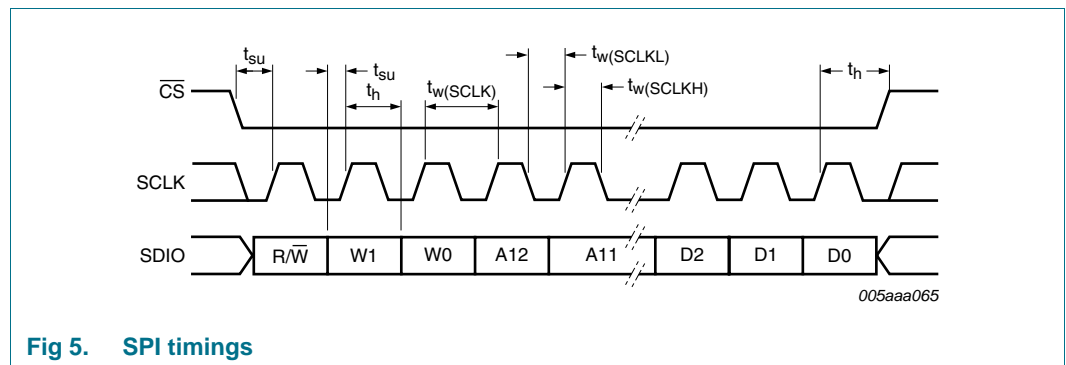 tsu
tsu
th
tw(SCLK)
tw(SCLKL)
tw(SCLKH)
th
CS
SCLK
SDIO
R/W
W1
W0
A12
A11
D2
D1
D0
005aaa065
Fig 5. SPI timings